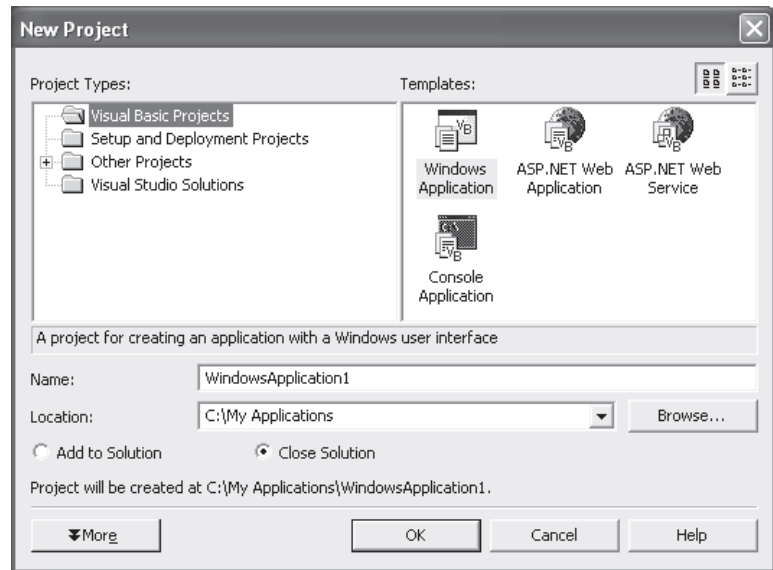 New Project
Project Types:
Templates:
Visual Basic Projects
Setup and Deployment Projects
Other Projects
Visual Studio Solutions
Windows
Application
ASP.NET Web
Application
ASP.NET Web
Service
Console
Application
A project for creating an application with a Windows user interface
Name:
WindowsApplication1
Location:
C:\My Applications
Browse...
Add to Solution
Close Solution
Project will be created at C:\My Applications\WindowsApplication1.
More
OK
Cancel
Help